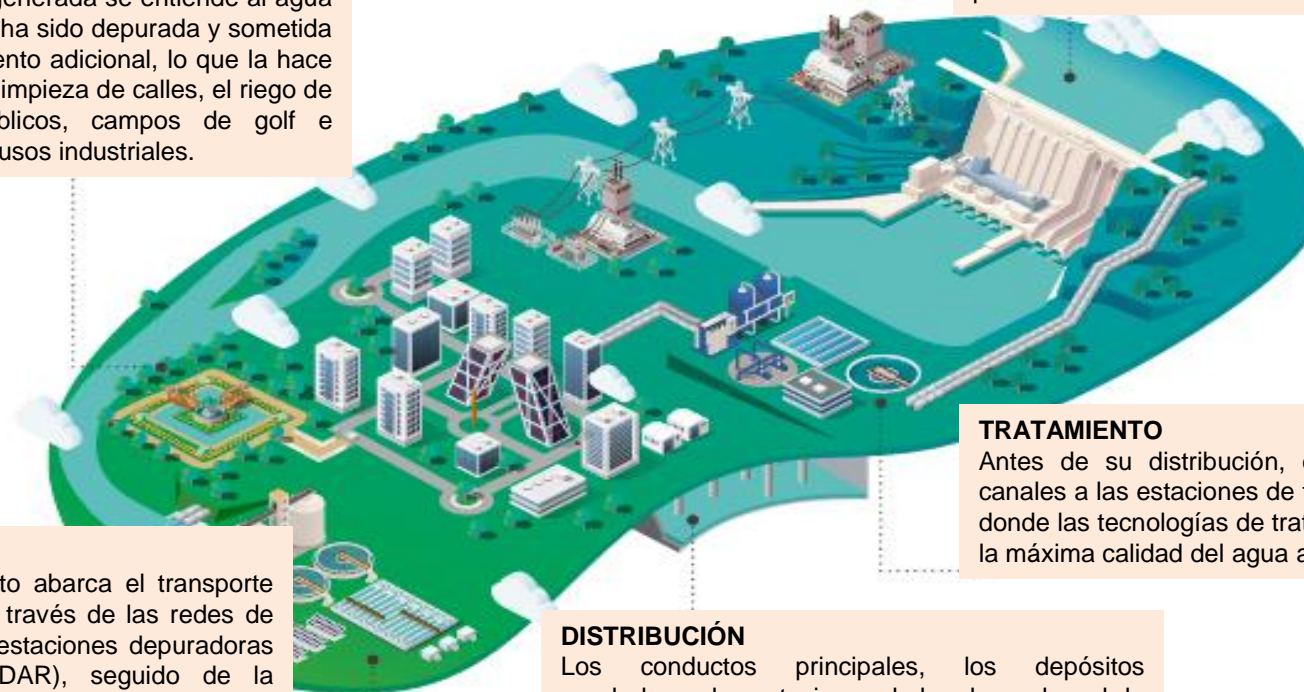 generada se entiende al agua
ha sido depurada y sometida
ento adicional, lo que la hace
impieza de calles, el riego de
blicos, campos de golf e
usos industriales.
TRATAMIENTO
Antes de su distribución,
canales a las estaciones de
donde las tecnologías de trat
la máxima calidad del agua a
to abarca el transporte
través de las redes de
estaciones depuradoras
DAR), seguido de la
DISTRIBUCIÓN
Los conductos principales, los depósitos